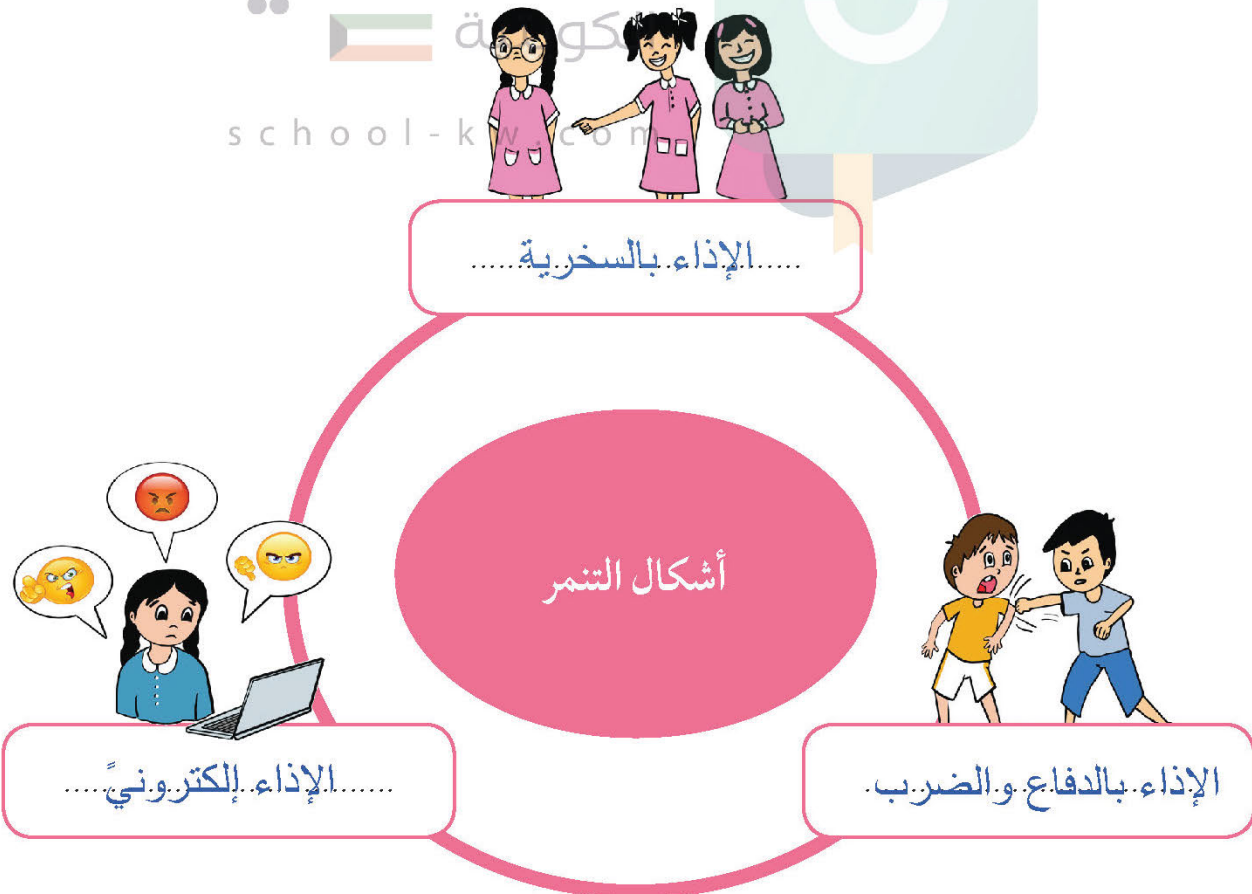 school-kw.com
الإذاء بالسخرية
أشكال التنمر
الإذاء بالدفاع والضرب
الإذاء إلكترونيً